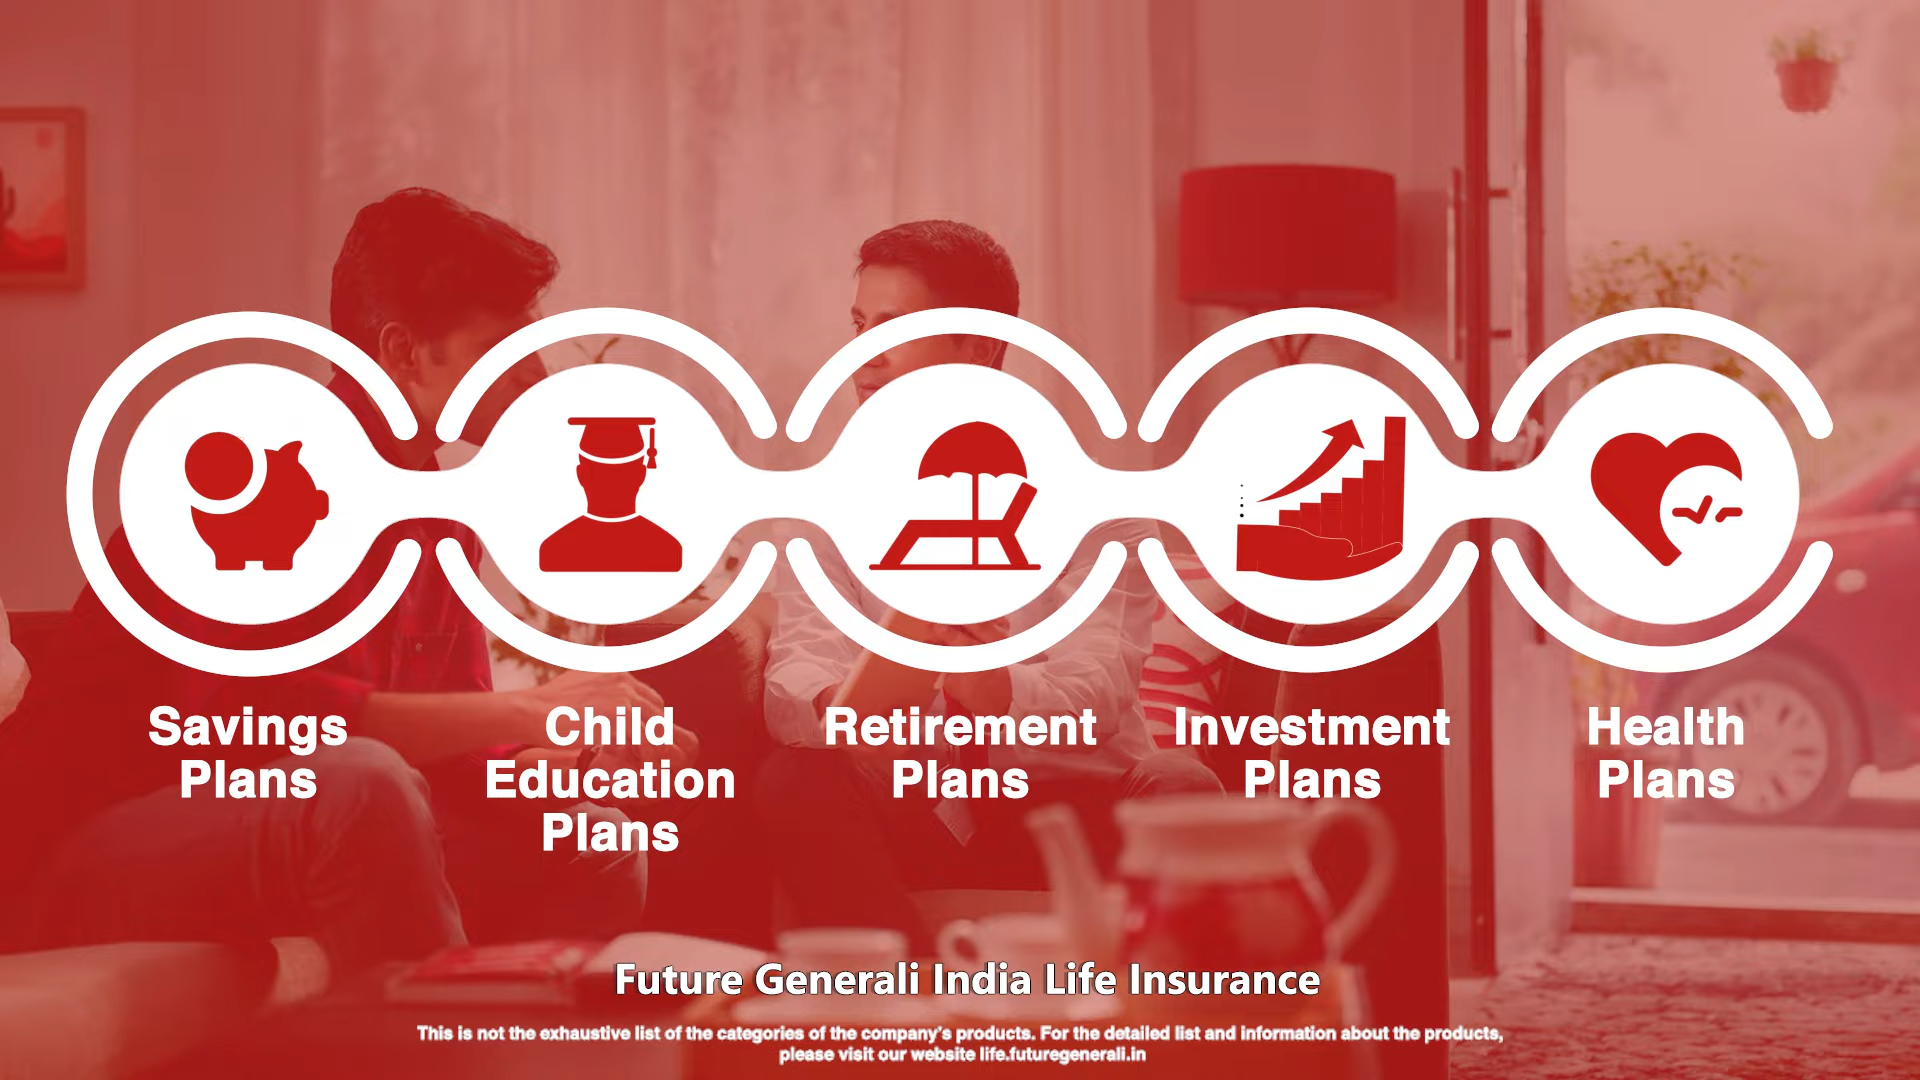 Savings
Plans
Child
Education
Plans
Retirement
Plans
Investment
Plans
Health
Plans
Future Generali India Life Insurance
This is not the exhaustive list of the categories of the company's products. For the detailed list and information about the products,
please visit our website life.futuregenerali.in